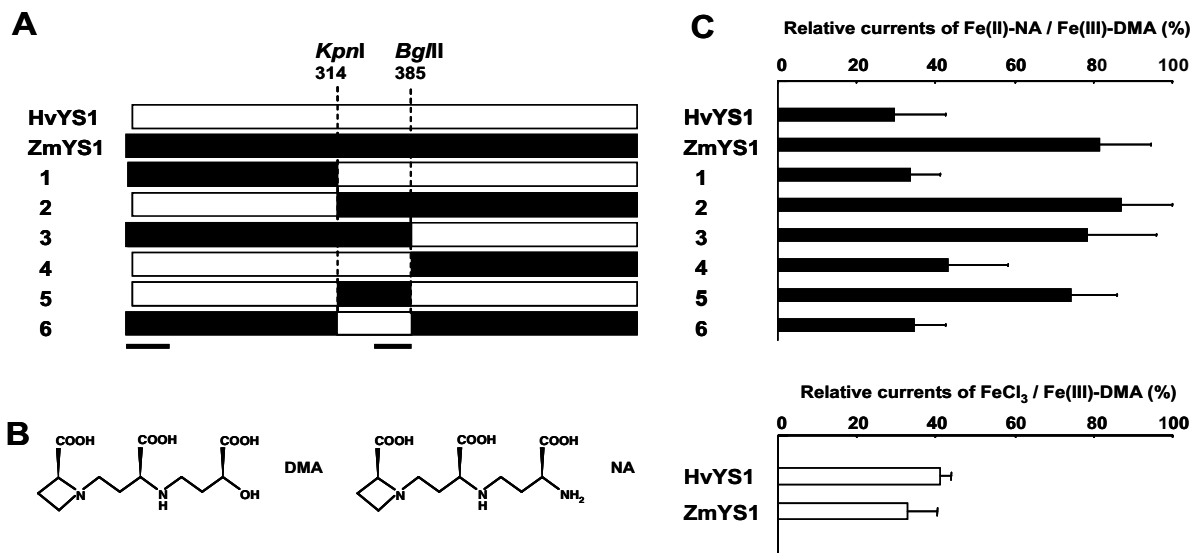 A
KpnI BglII
314 385
HvYS1
ZmYS1
1
2
3
4
5
6
B
COOH COOH COOH
N
N
H
OH
DMA
COOH COOH COOH
N
N
H
NH2
NA
C
Relative currents of Fe(II)-NA / Fe(III)-DMA (%)
0 20 40 60 80 100
HvYS1
ZmYS1
1
2
3
4
5
6
Relative currents of FeCl3 / Fe(III)-DMA (%)
0 20 40 60 80 100
HvYS1
ZmYS1